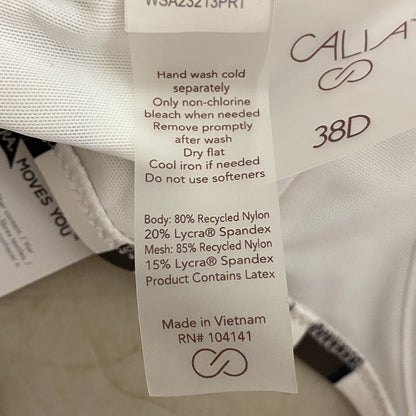 WSA23213PRT
Hand wash cold
separately
Only non-chlorine
bleach when needed
Remove promptly
after wash
Dry flat
Cool iron if needed
Do not use softeners
Body: 80% Recycled Nylon
20% Lycra® Spandex
Mesh: 85% Recycled Nylon
15% Lycra® Spandex
Product Contains Latex
Made in Vietnam
RN# 104141
CALIA
38D
MOVES YOU™